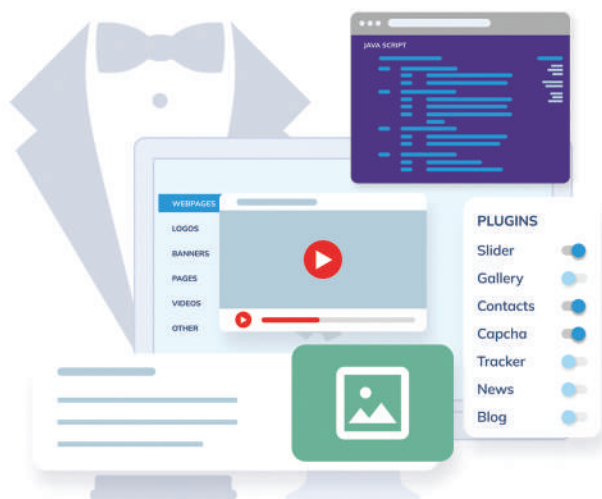 JAVA SCRIPT
WEBPAGES
LOGOS
BANNERS
PAGES
VIDEOS
OTHER
PLUGINS
Slider
Gallery
Contacts
Capcha
Tracker
News
Blog